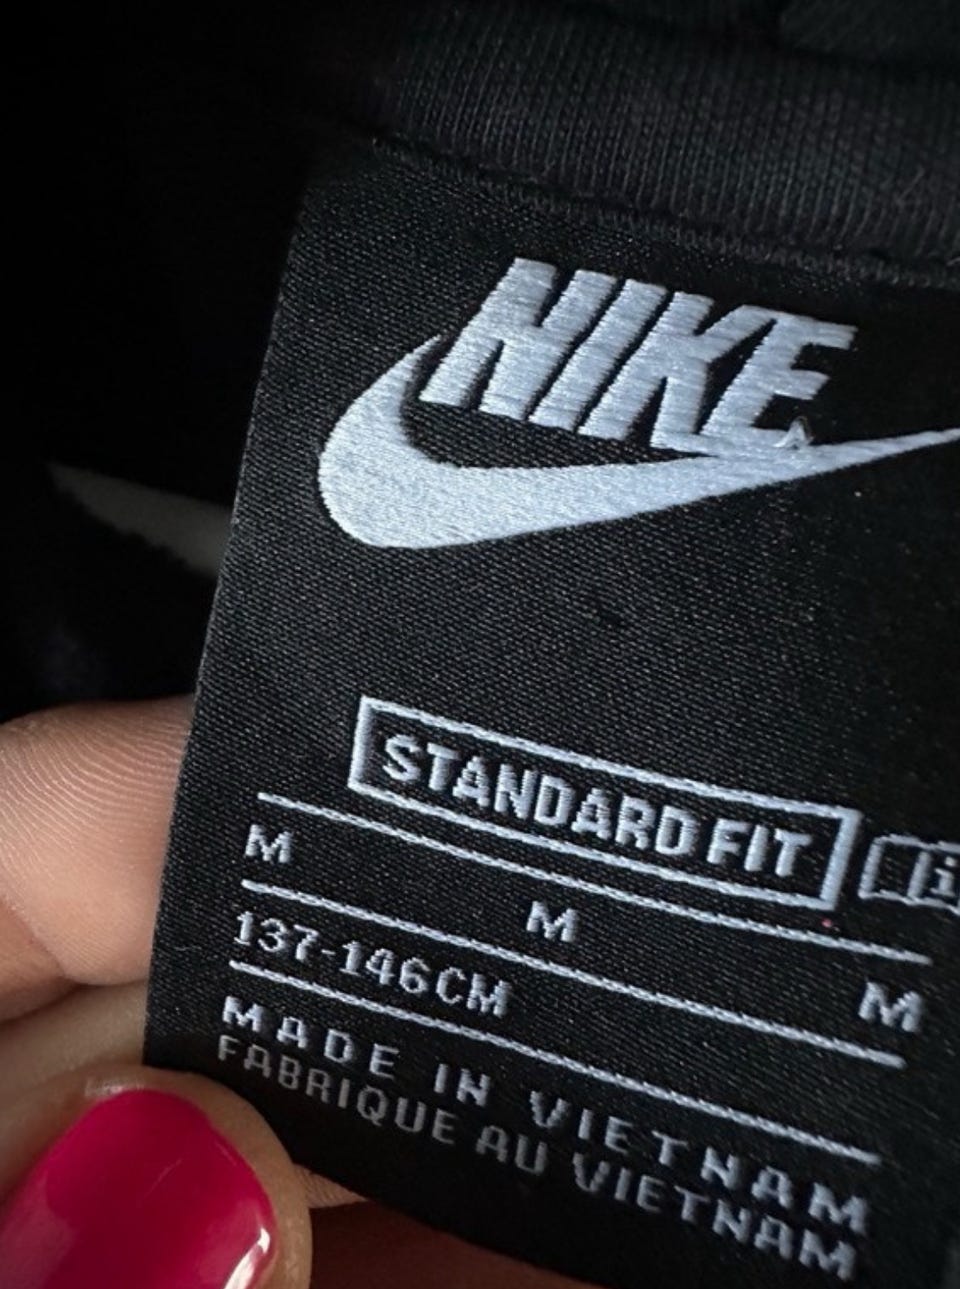 NIKE
STANDARD FIT i
M M M
137-146CM
MADE IN VIETNAM
FABRIQUE AU VIETNAM